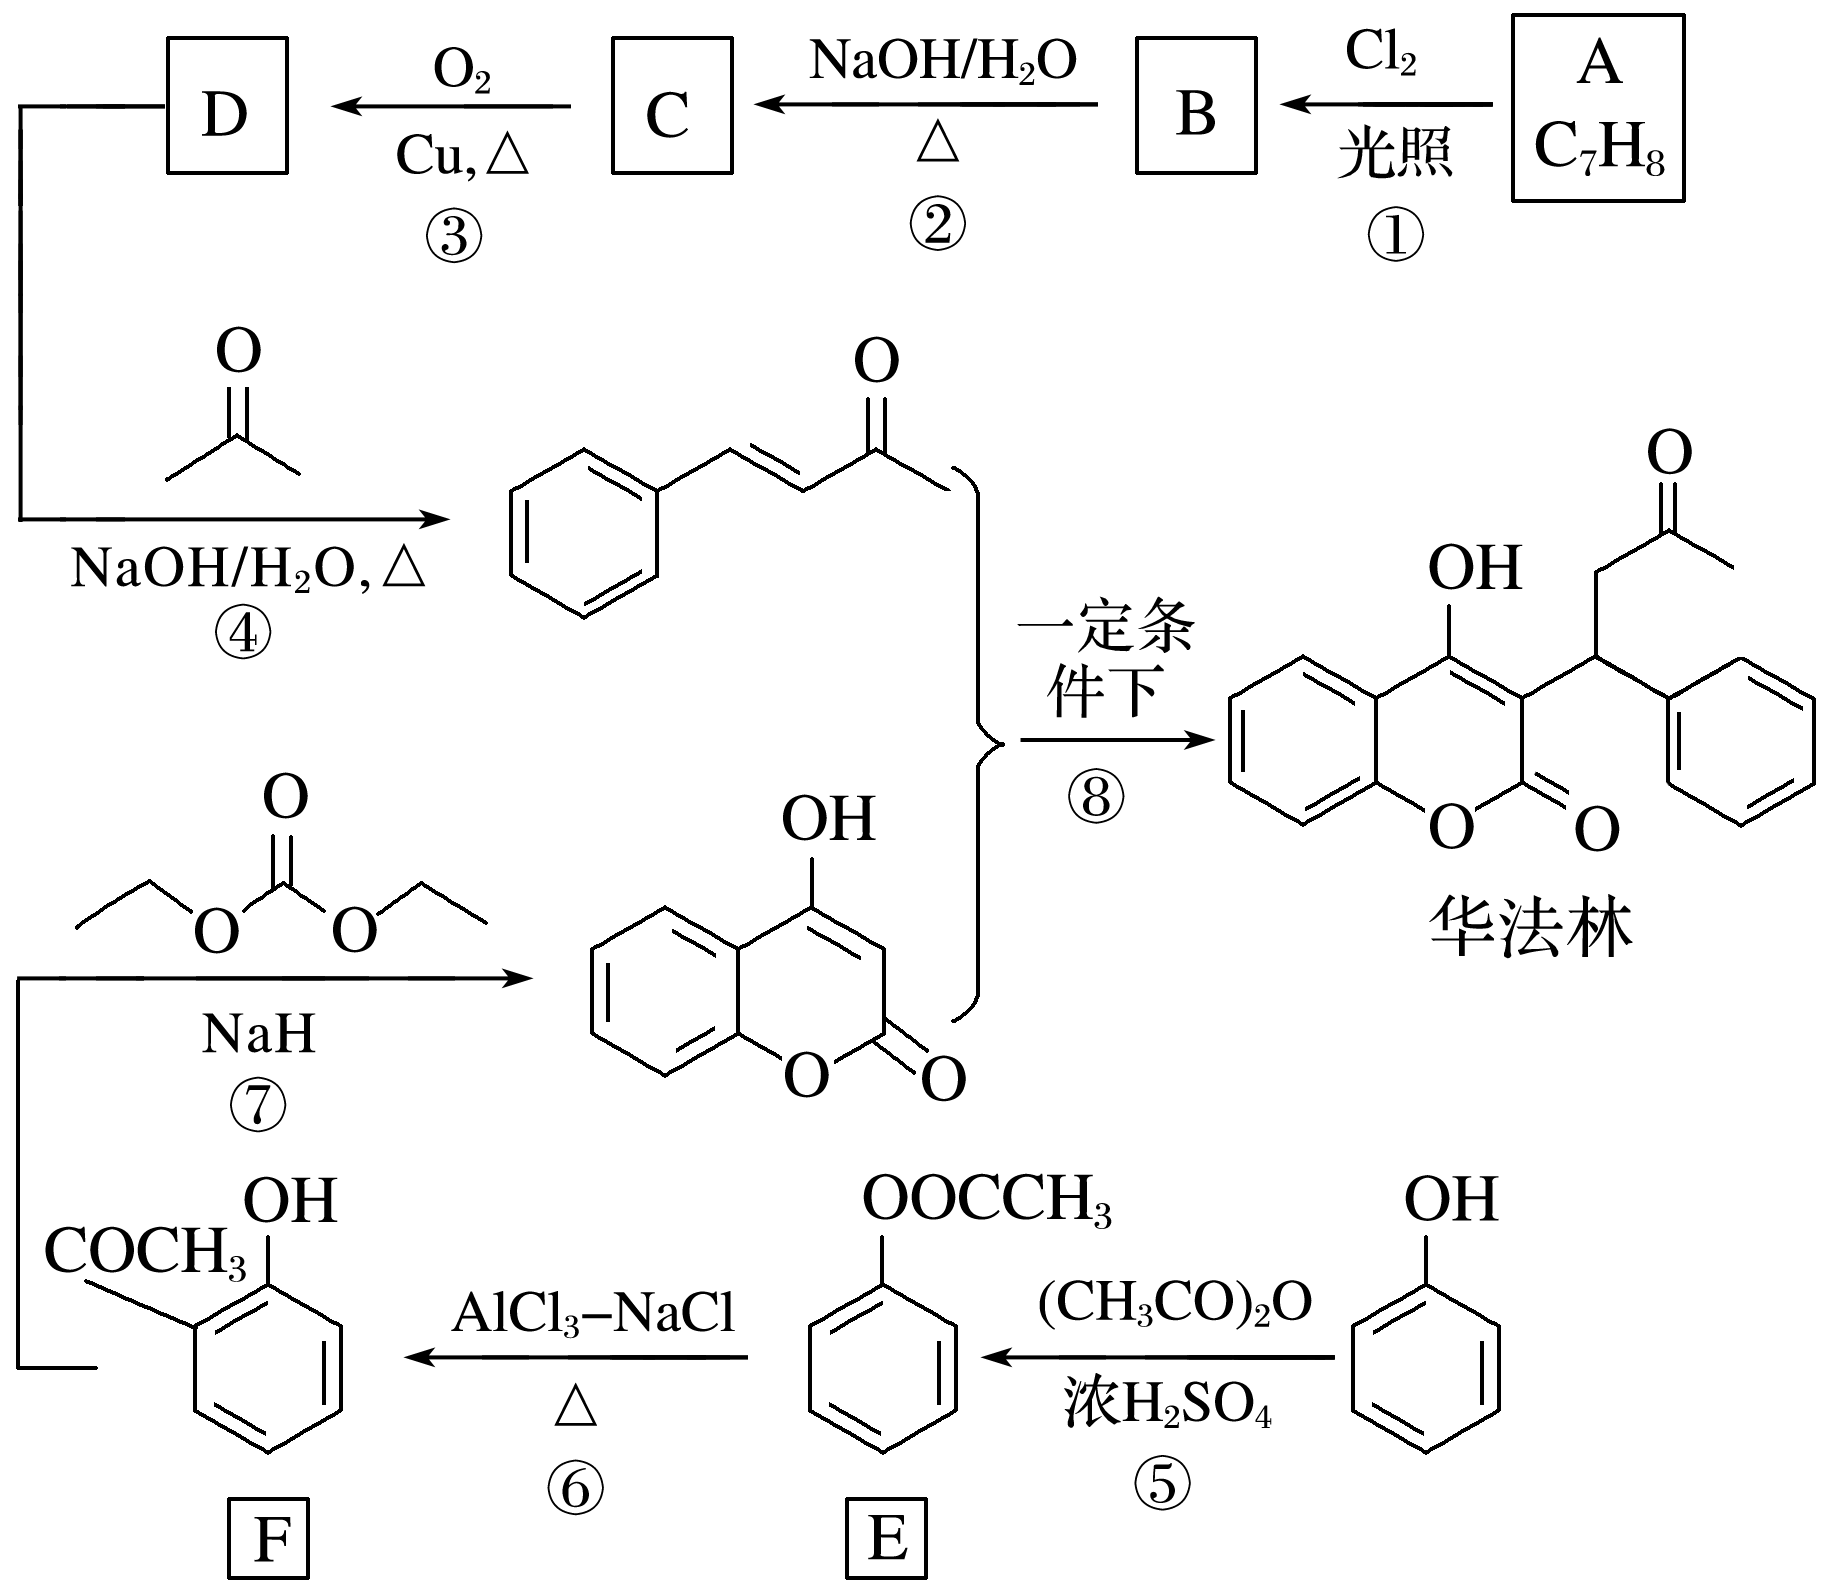 D
O₂
Cu,△
③
C
NaOH/H₂O
△
②
B
Cl₂
光照
①
A
C₇H₈
O
NaOH/H₂O,△
④
O
一定条
件下
⑧
O
OH
O
O
华法林
O
O
O
NaH
⑦
OH
O
O
OH
COCH₃
F
AlCl₃–NaCl
△
⑥
OOCCH₃
E
(CH₃CO)₂O
浓H₂SO₄
⑤
OH